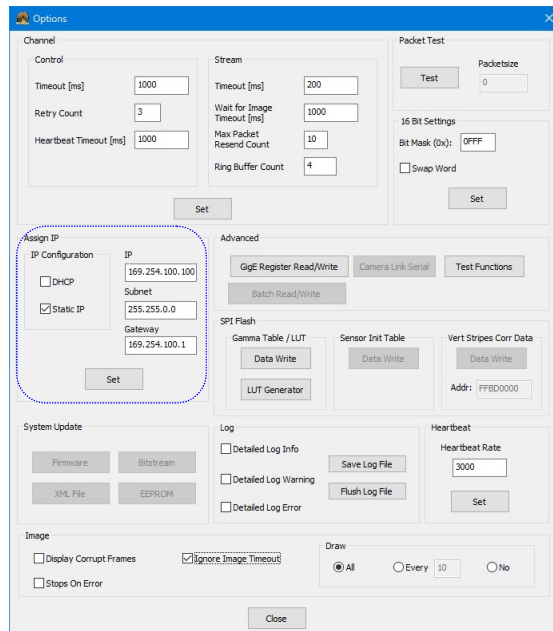 Options
Channel
Control
Timeout [ms] 1000
Retry Count 3
Heartbeat Timeout [ms] 1000
Stream
Timeout [ms] 200
Wait for Image
Timeout [ms] 1000
Max Packet
Resend Count 10
Ring Buffer Count 4
Set
Packet Test
Test
Packetsize
0
16 Bit Settings
Bit Mask (0x): 0FFF
Swap Word
Set
Assign IP
IP Configuration
DHCP
Static IP
IP
169.254.100.100
Subnet
255.255.0.0
Gateway
169.254.100.1
Set
Advanced
GigE Register Read/Write Camera Link Serial Test Functions
Batch Read/Write
SPI Flash
Gamma Table / LUT
Data Write
LUT Generator
Sensor Init Table
Data Write
Vert Stripes Corr Data
Data Write
Addr: FFBD0000
System Update
Firmware Bitstream
XML File EEPROM
Log
Detailed Log Info
Detailed Log Warning
Detailed Log Error
Save Log File
Flush Log File
Heartbeat
Heartbeat Rate
3000
Set
Image
Display Corrupt Frames Ignore Image Timeout
Stops On Error
Draw
All Every 10 No
Close